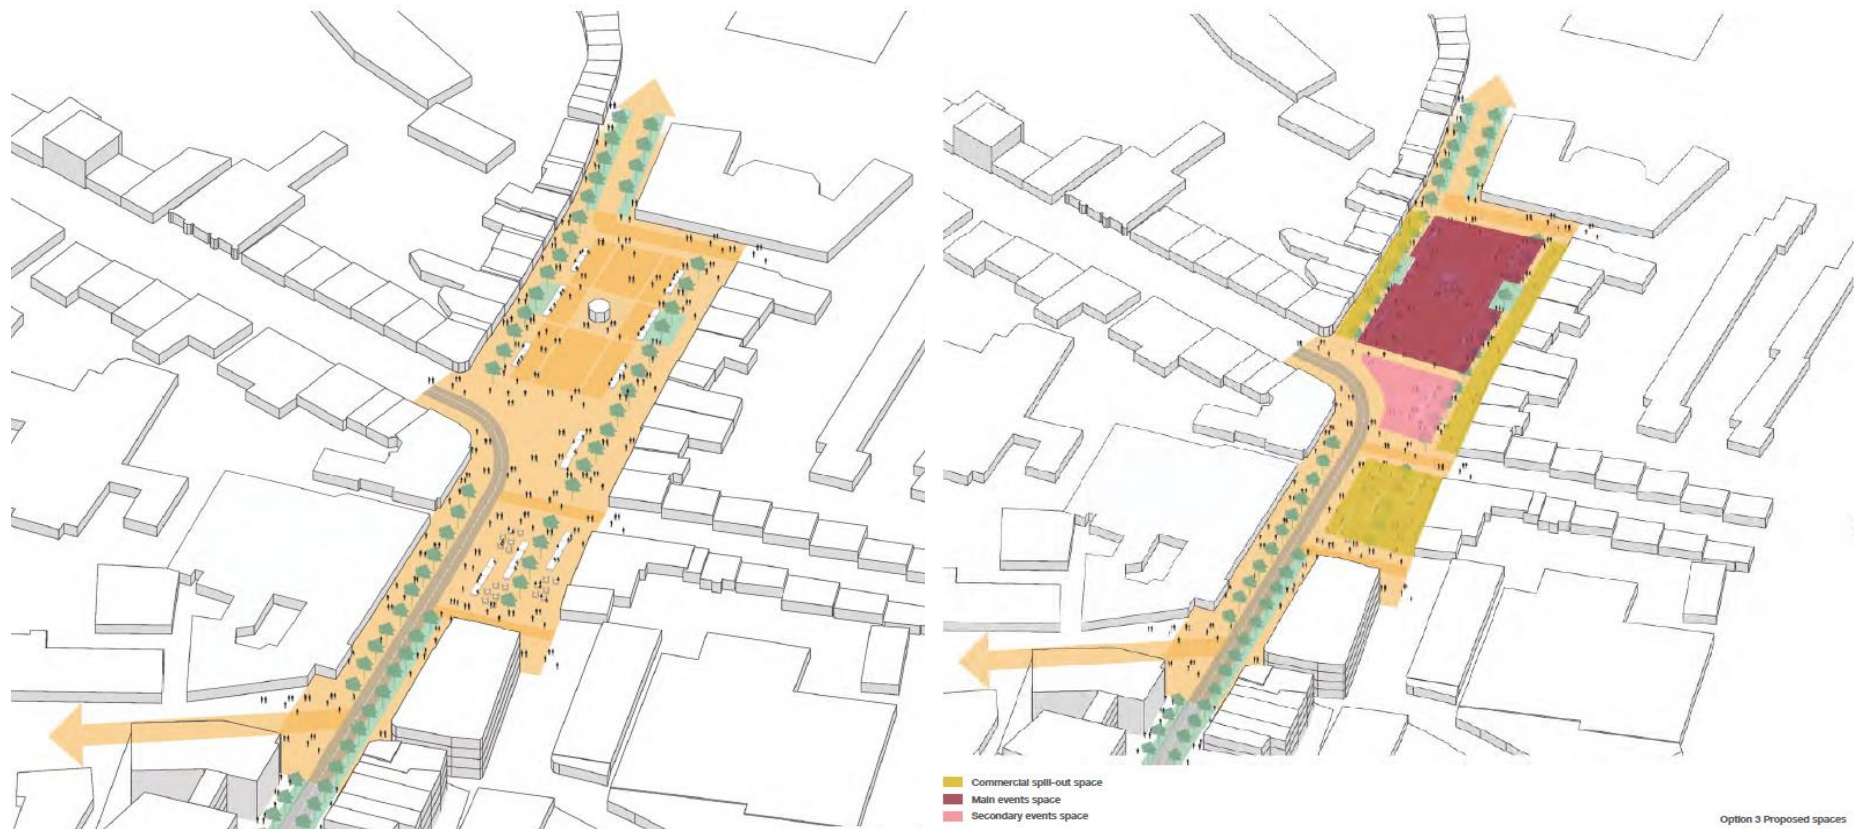 Commercial spill-out space
Main events space
Secondary events space
Option 3 Proposed spaces